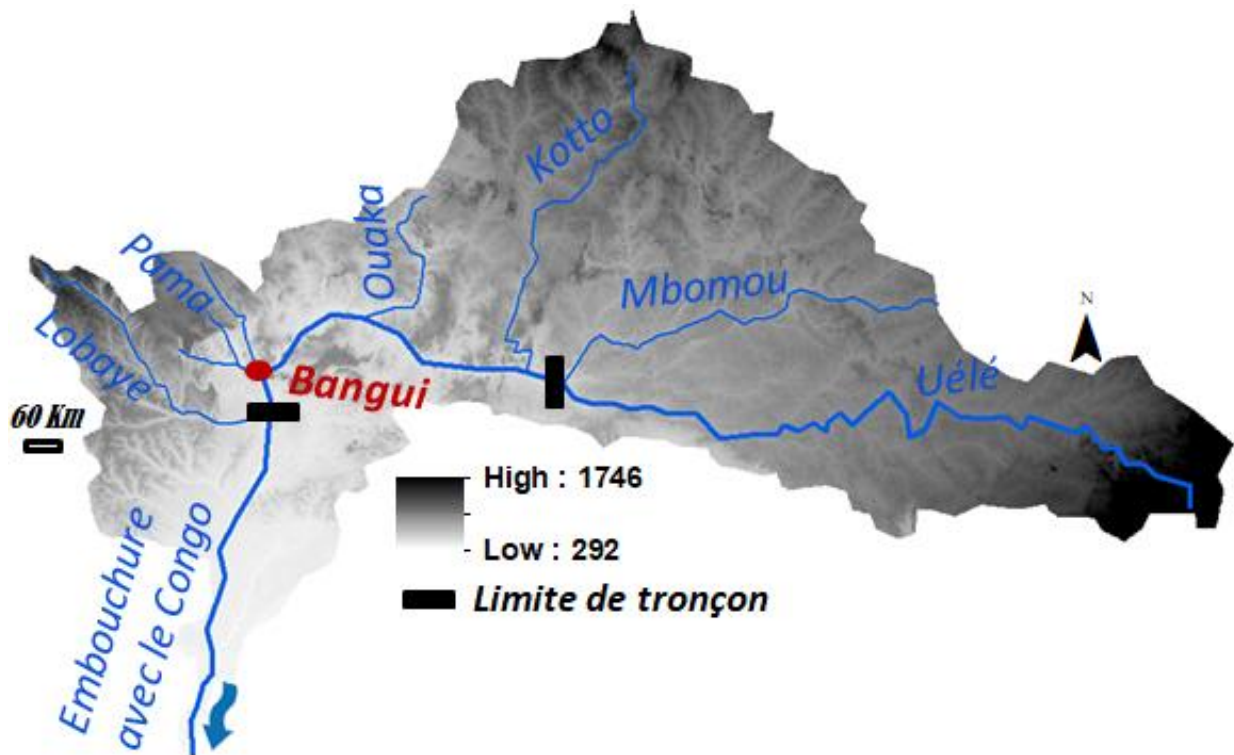 Kotto
Ouaka
Pama
Mbomou
N
Lobaye
Bangui
Uélé
60 Km
High : 1746
Low : 292
Limite de tronçon
Embouchure
avec le Congo